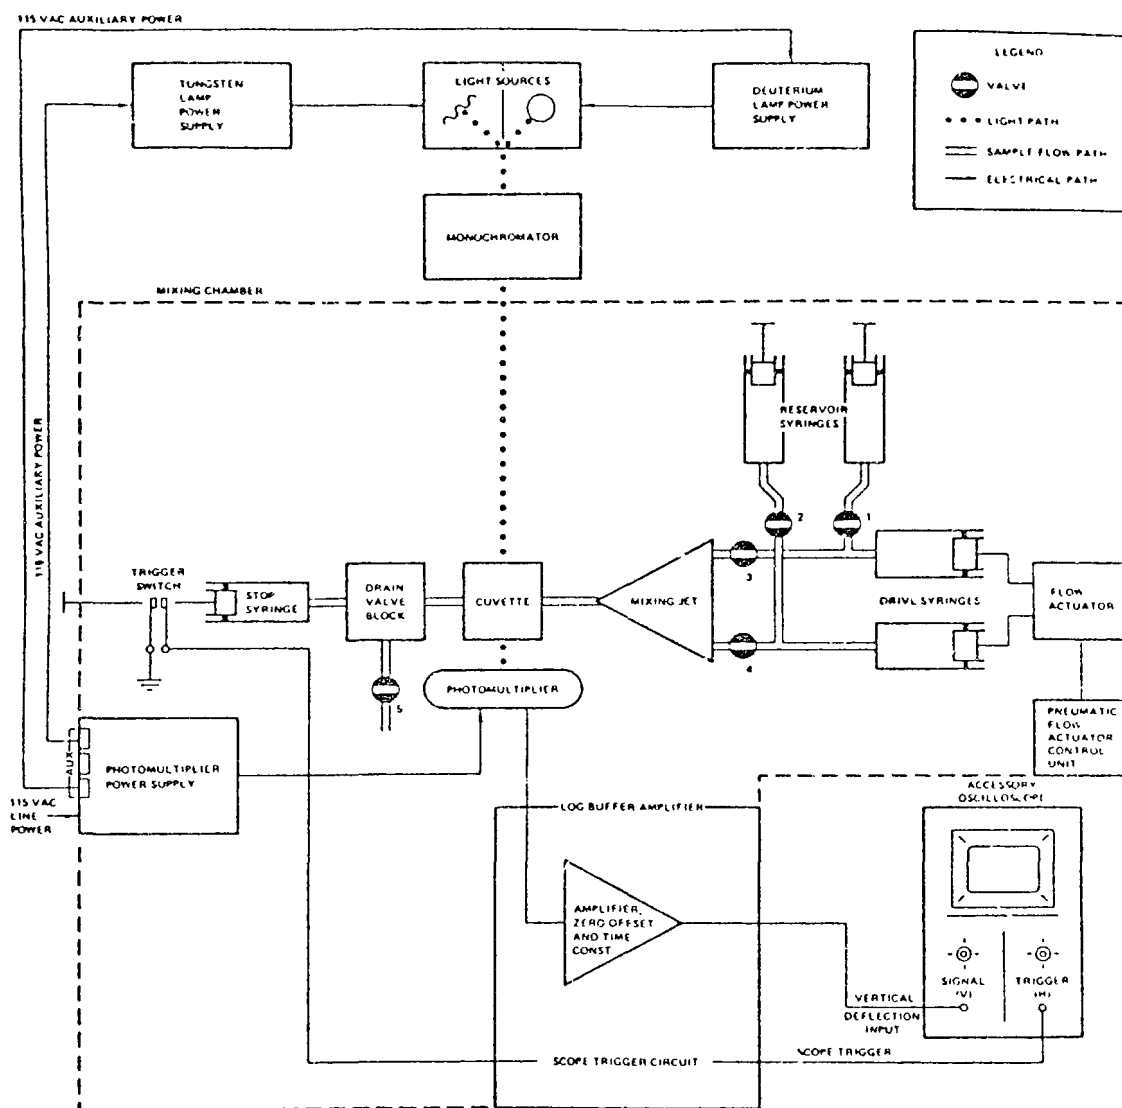 115 VAC AUXILIARY POWER
TUNGSTEN
LAMP
POWER
SUPPLY
LIGHT SOURCES
DEUTERIUM
LAMP POWER
SUPPLY
LEGEND
VALVE
LIGHT PATH
SAMPLE FLOW PATH
ELECTRICAL PATH
MONOCHROMATOR
MIXING CHAMBER
115 VAC AUXILIARY POWER
RESERVOIR
SYRINGES
2
1
3
4
TRIGGER
SWITCH
STOP
SYRINGE
DRAIN
VALVE
BLOCK
CUVETTE
MIXING JET
DRIVE SYRINGES
FLOW
ACTUATOR
5
PHOTOMULTIPLIER
PNEUMATIC
FLOW
ACTUATOR
CONTROL
UNIT
AUX
PHOTOMULTIPLIER
POWER SUPPLY
115 VAC
LINE
POWER
LOG BUFFER AMPLIFIER
ACCESSORY
OSCILLOSCOPE
AMPLIFIER,
ZERO OFFSET
AND TIME
CONST
SIGNAL
(V)
TRIGGER
(H)
VERTICAL
DEFLECTION
INPUT
SCOPE TRIGGER CIRCUIT
SCOPE TRIGGER